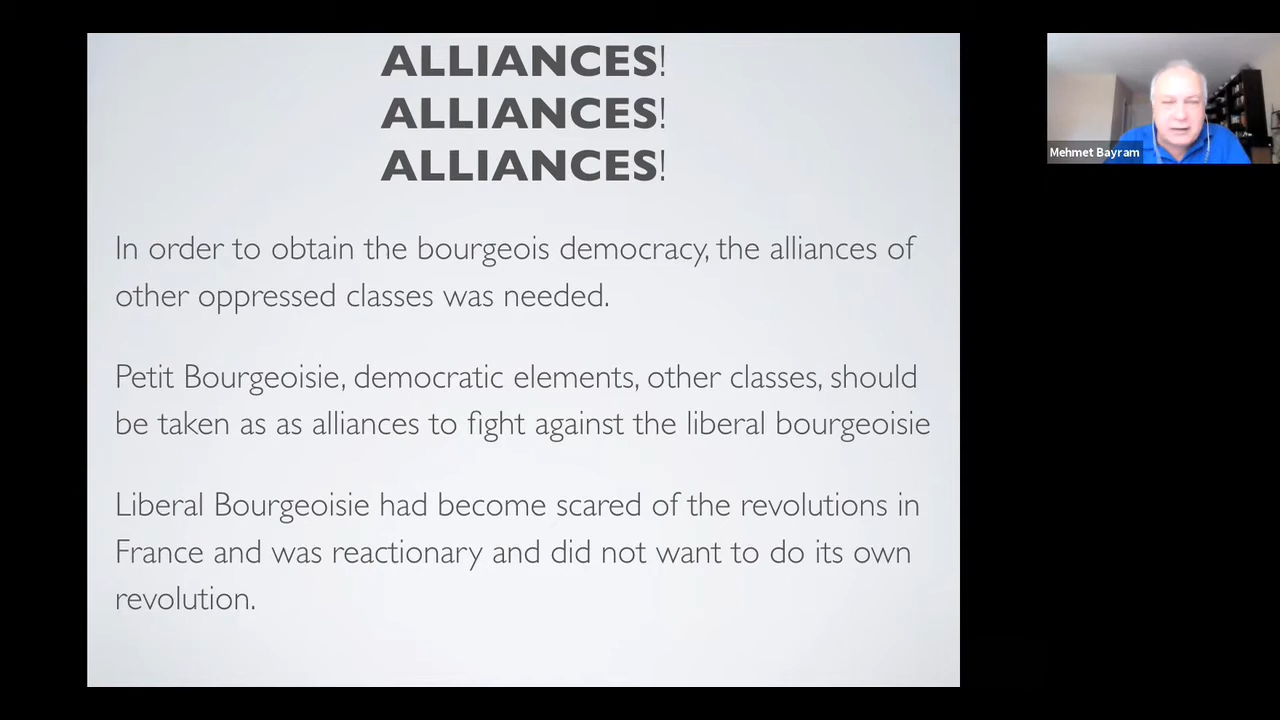 ALLIANCES!
ALLIANCES!
ALLIANCES!
In order to obtain the bourgeois democracy, the alliances of
other oppressed classes was needed.
Petit Bourgeoisie, democratic elements, other classes, should
be taken as as alliances to fight against the liberal bourgeoisie
Liberal Bourgeoisie had become scared of the revolutions in
France and was reactionary and did not want to do its own
revolution.
Mehmet Bayram